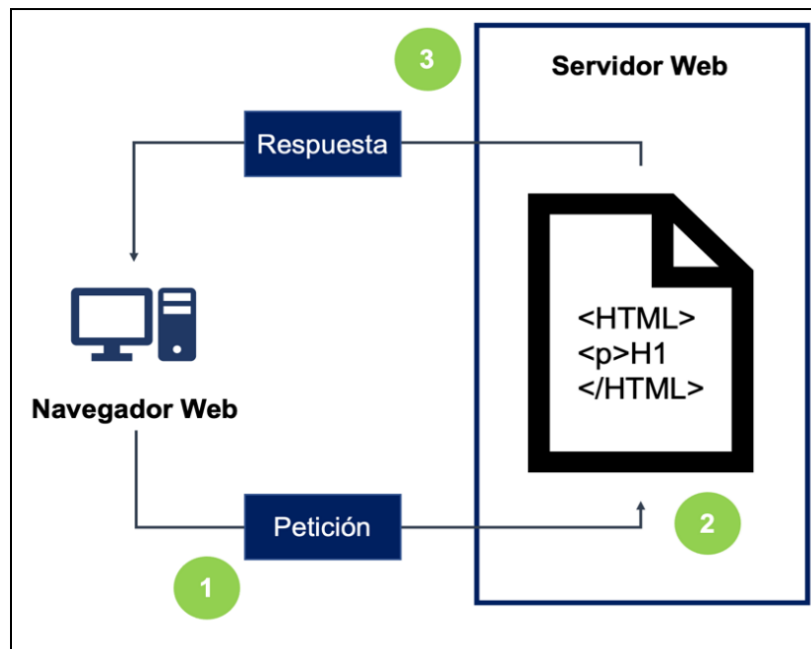 3
Servidor Web
Respuesta
<HTML>
<p>H1
</HTML>
Navegador Web
Petición
2
1